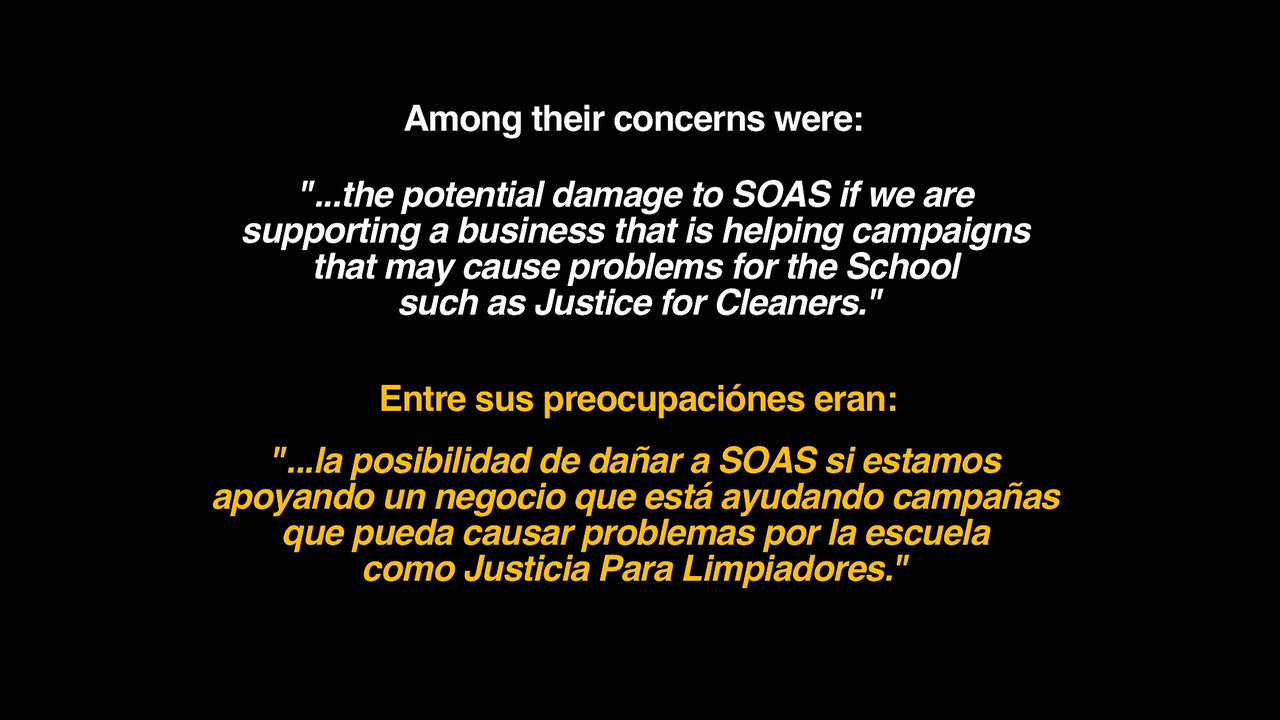 Among their concerns were:
"...the potential damage to SOAS if we are
supporting a business that is helping campaigns
that may cause problems for the School
such as Justice for Cleaners."
Entre sus preocupaciónes eran:
"...la posibilidad de dañar a SOAS si estamos
apoyando un negocio que está ayudando campañas
que pueda causar problemas por la escuela
como Justicia Para Limpiadores."